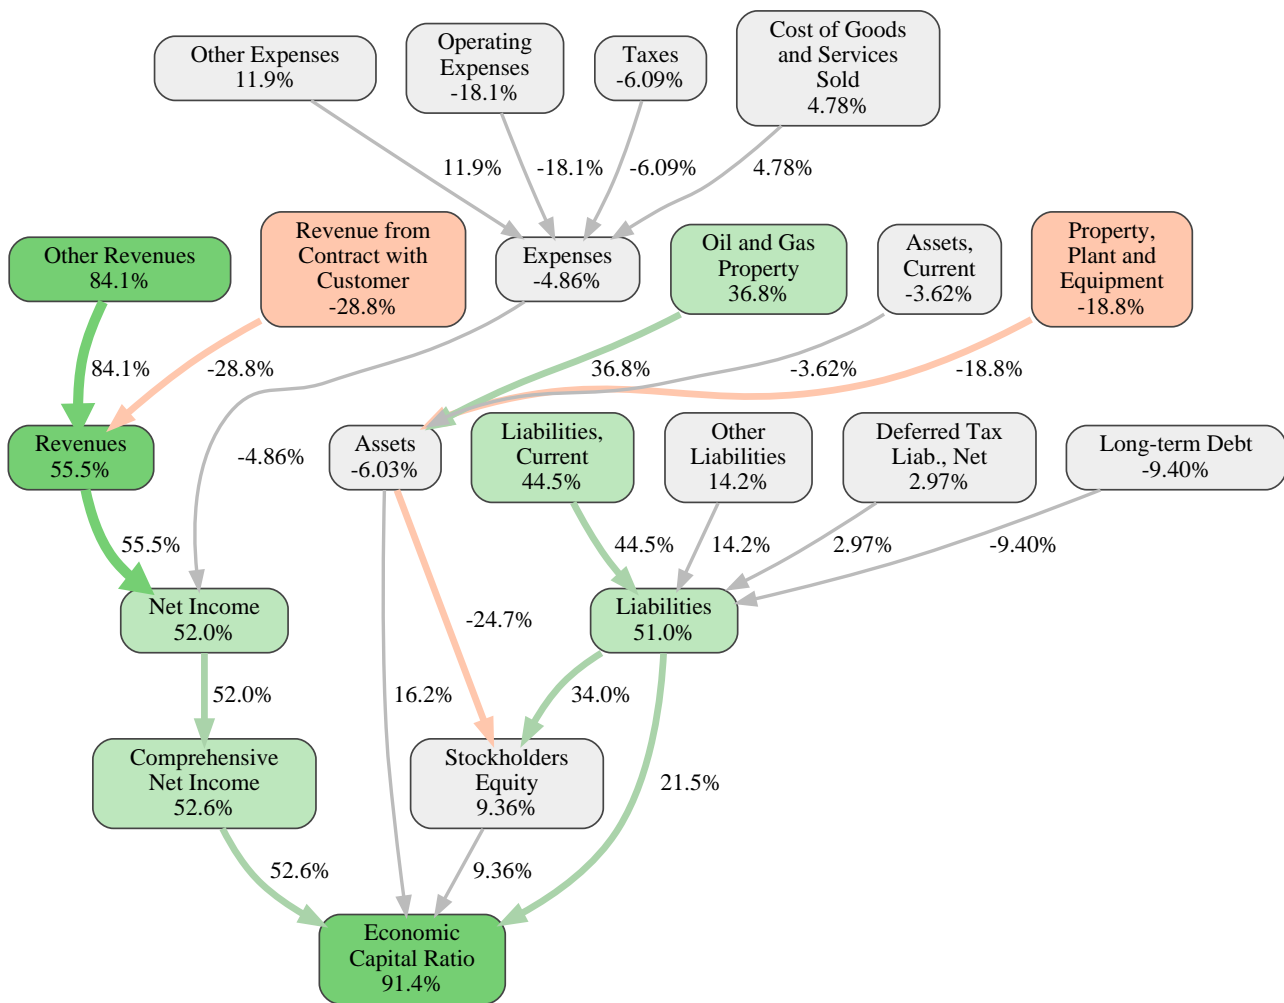 Other Expenses
11.9%
Operating
Expenses
-18.1%
Taxes
-6.09%
Cost of Goods
and Services
Sold
4.78%
11.9%
-18.1%
-6.09%
4.78%
Other Revenues
84.1%
Revenue from
Contract with
Customer
-28.8%
Expenses
-4.86%
Oil and Gas
Property
36.8%
Assets,
Current
-3.62%
Property,
Plant and
Equipment
-18.8%
84.1%
-28.8%
36.8%
-3.62%
-18.8%
Revenues
55.5%
-4.86%
Assets
-6.03%
Liabilities,
Current
44.5%
Other
Liabilities
14.2%
Deferred Tax
Liab., Net
2.97%
Long-term Debt
-9.40%
55.5%
44.5%
14.2%
2.97%
-9.40%
Net Income
52.0%
-24.7%
Liabilities
51.0%
52.0%
16.2%
34.0%
Comprehensive
Net Income
52.6%
Stockholders
Equity
9.36%
21.5%
52.6%
9.36%
Economic
Capital Ratio
91.4%